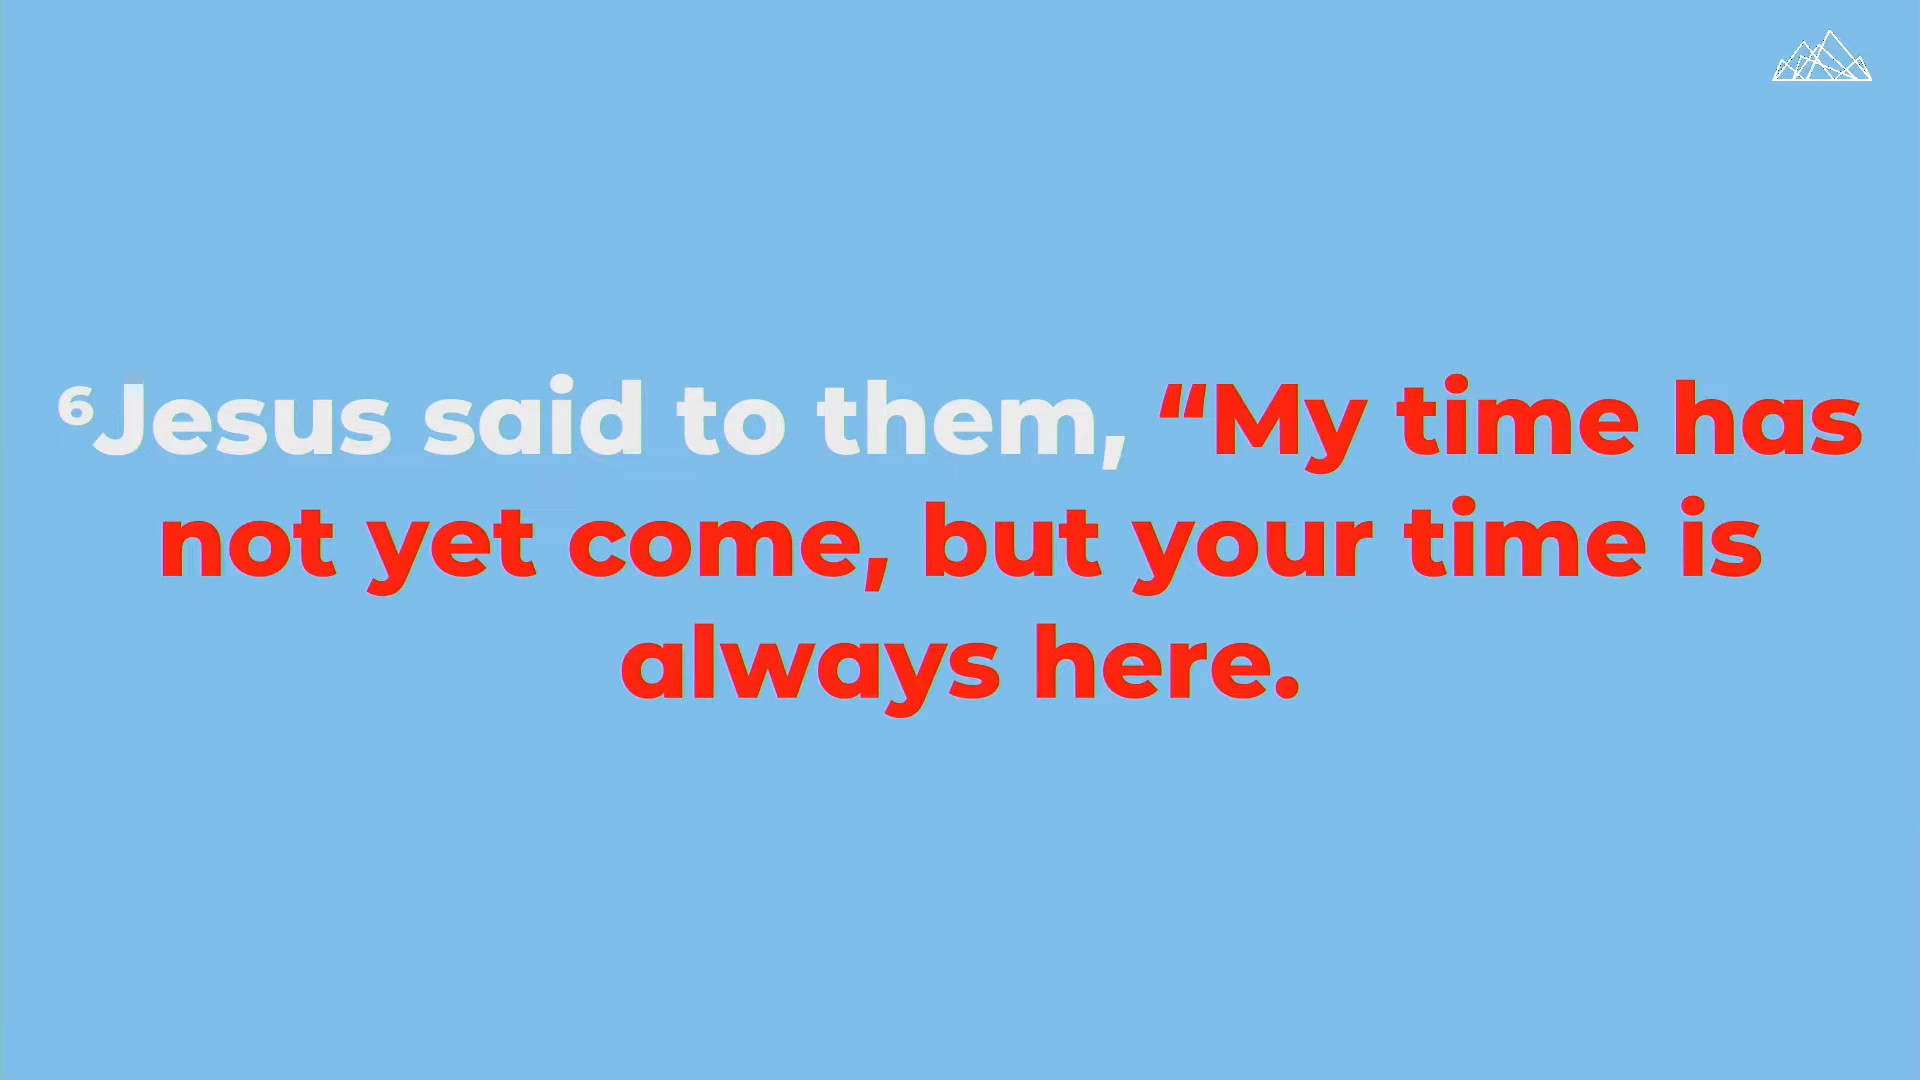 ⁶Jesus said to them, “My time has
not yet come, but your time is
always here.